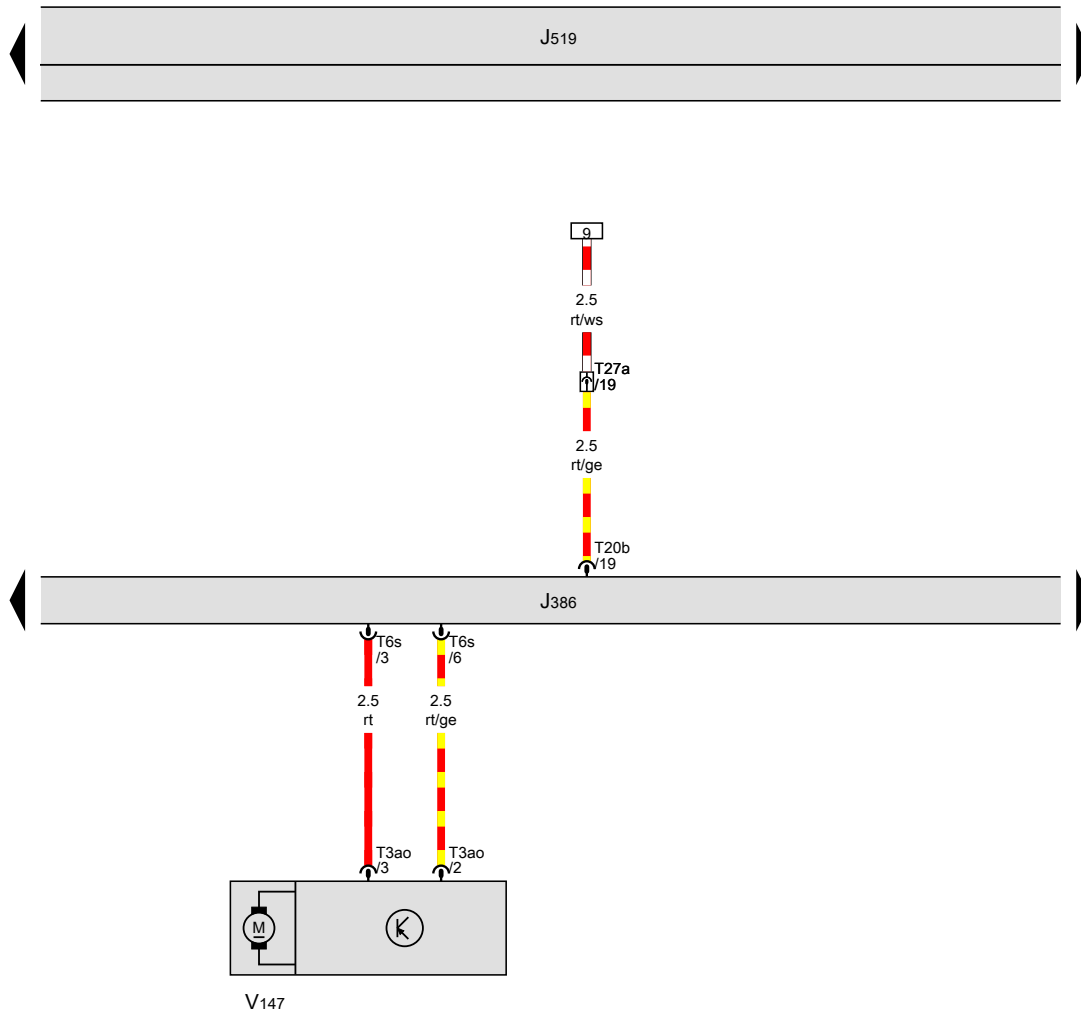 J519
9
2.5
rt/ws
T27a
/19
2.5
rt/ge
T20b
/19
J386
T6s
/3
T6s
/6
2.5
rt
2.5
rt/ge
T3ao
/3
T3ao
/2
M
V147